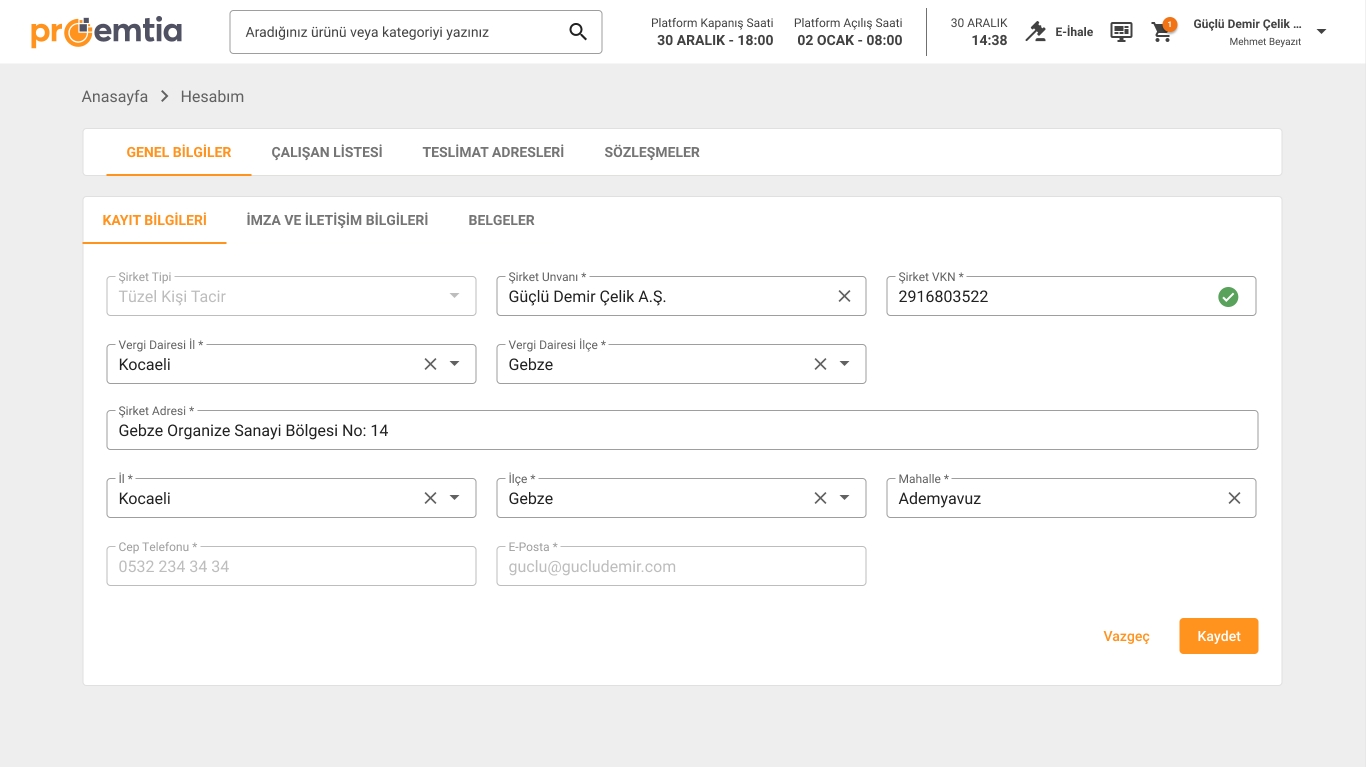 proemtia
Aradığınız ürünü veya kategoriyi yazınız
Platform Kapanış Saati
30 ARALIK - 18:00
Platform Açılış Saati
02 OCAK - 08:00
30 ARALIK
14:38
E-İhale
1
Güçlü Demir Çelik ...
Mehmet Beyazıt
Anasayfa > Hesabım
GENEL BİLGİLER ÇALIŞAN LİSTESİ TESLİMAT ADRESLERİ SÖZLEŞMELER
KAYIT BİLGİLERİ İMZA VE İLETİŞİM BİLGİLERİ BELGELER
Şirket Tipi
Tüzel Kişi Tacir
Şirket Unvanı *
Güçlü Demir Çelik A.Ş.
Şirket VKN *
2916803522
Vergi Dairesi İl *
Kocaeli
Vergi Dairesi İlçe *
Gebze
Şirket Adresi *
Gebze Organize Sanayi Bölgesi No: 14
İl *
Kocaeli
İlçe *
Gebze
Mahalle *
Ademyavuz
Cep Telefonu *
0532 234 34 34
E-Posta *
guclu@gucludemir.com
Vazgeç
Kaydet